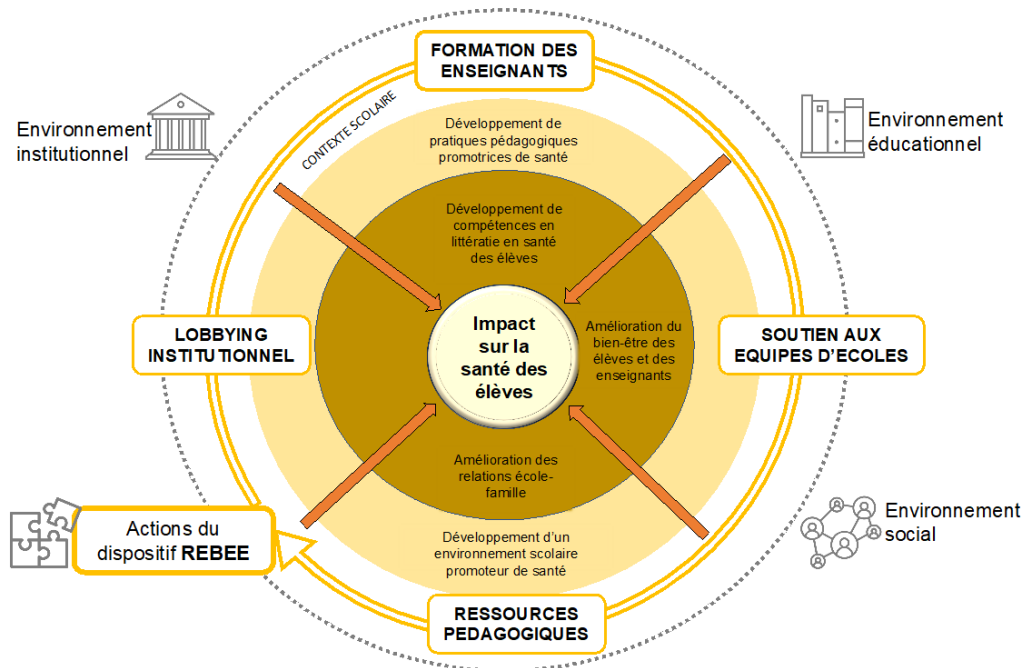 FORMATION DES
ENSEIGNANTS
Environnement
institutionnel
CONTEXTE SCOLAIRE
Environnement
éducationnel
Développement de
pratiques pédagogiques
promotrices de santé
Développement de
compétences en
littératie en santé
des élèves
LOBBYING
INSTITUTIONNEL
Impact
sur la
santé des
élèves
Amélioration du
bien-être des
élèves et des
enseignants
SOUTIEN AUX
EQUIPES D'ECOLES
Amélioration des
relations école-
famille
Actions du
dispositif REBEE
Développement d'un
environnement scolaire
promoteur de santé
Environnement
social
RESSOURCES
PEDAGOGIQUES